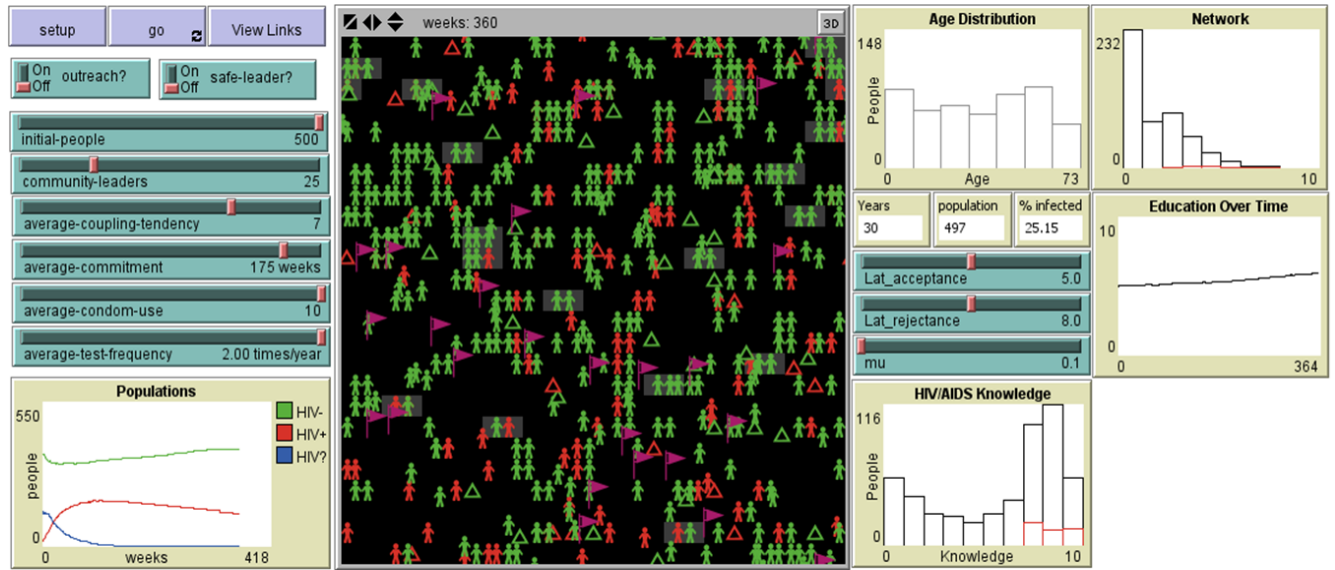 setup
go
View Links
On
Off
outreach?
On
Off
safe-leader?
initial-people 500
community-leaders 25
average-coupling-tendency 7
average-commitment 175 weeks
average-condom-use 10
average-test-frequency 2.00 times/year
Populations
550
people
0
0 weeks 418
HIV-
HIV+
HIV?
weeks: 360
3D
Age Distribution
148
People
0
0 Age 73
Network
232
0
0 10
Years
30
population
497
% infected
25.15
Lat_acceptance 5.0
Lat_rejectance 8.0
mu 0.1
Education Over Time
10
0
0 364
HIV/AIDS Knowledge
116
People
0
0 Knowledge 10